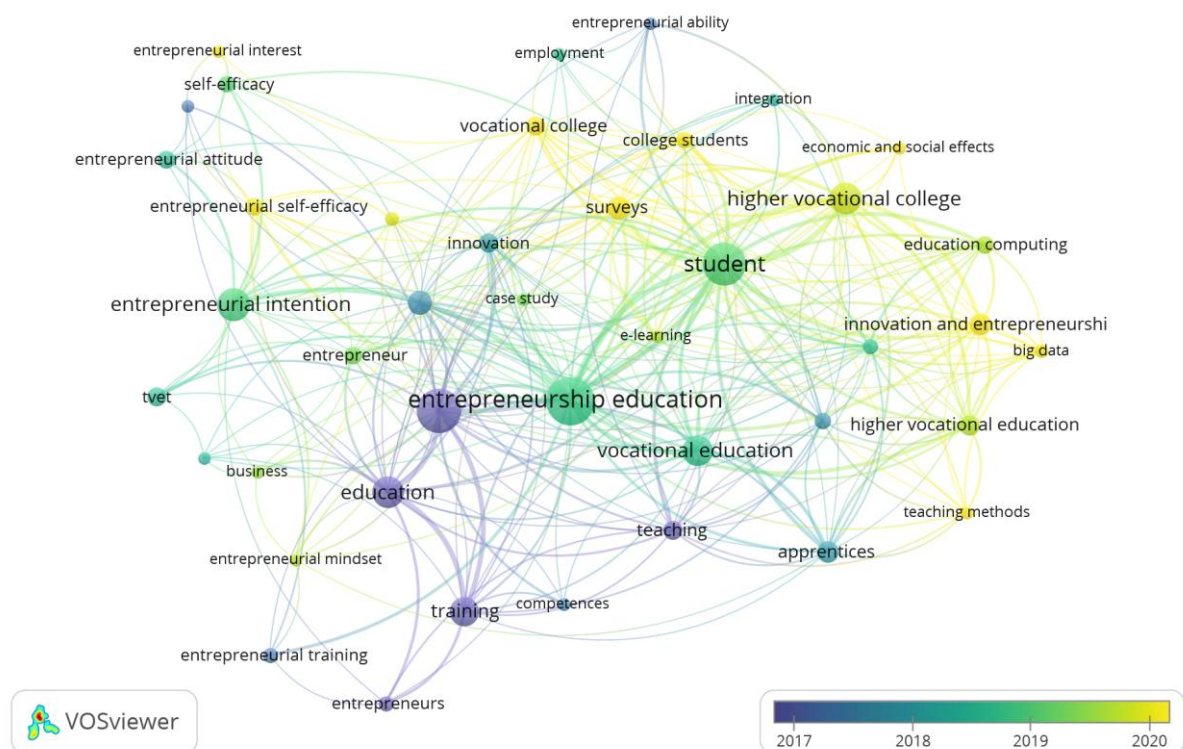 entrepreneurial ability
entrepreneurial interest
employment
self-efficacy
integration
vocational college
college students
economic and social effects
entrepreneurial attitude
higher vocational college
entrepreneurial self-efficacy
surveys
innovation
education computing
student
entrepreneurial intention
case study
innovation and entrepreneurshi
e-learning
big data
entrepreneur
tvet
entrepreneurship education
higher vocational education
vocational education
business
education
teaching methods
teaching
apprentices
entrepreneurial mindset
competences
training
entrepreneurial training
entrepreneurs
VOSviewer
2017 2018 2019 2020